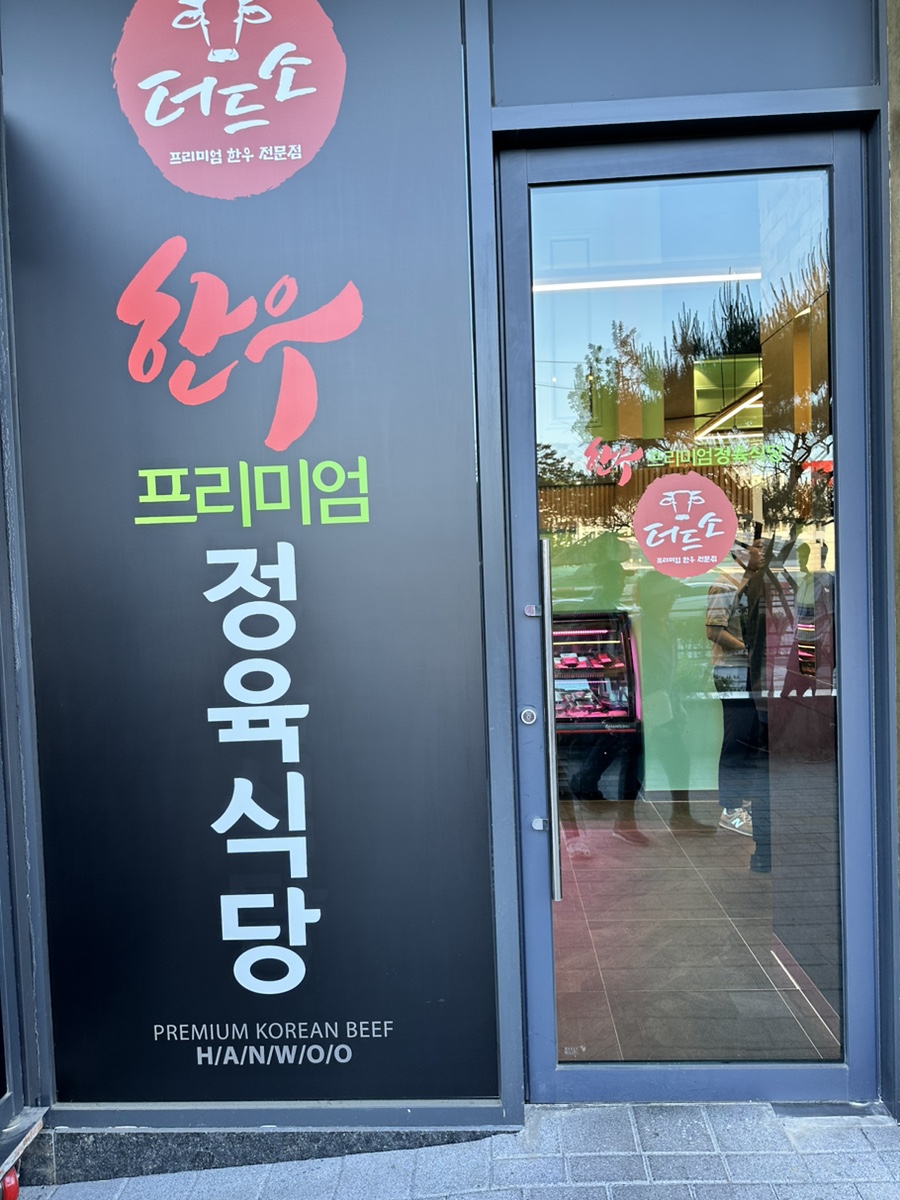 더드소
프리미엄 한우 전문점
한우
프리미엄
정육식당
PREMIUM KOREAN BEEF
H/A/N/W/O/O
한우 프리미엄정육식당
더드소
프리미엄 한우 전문점